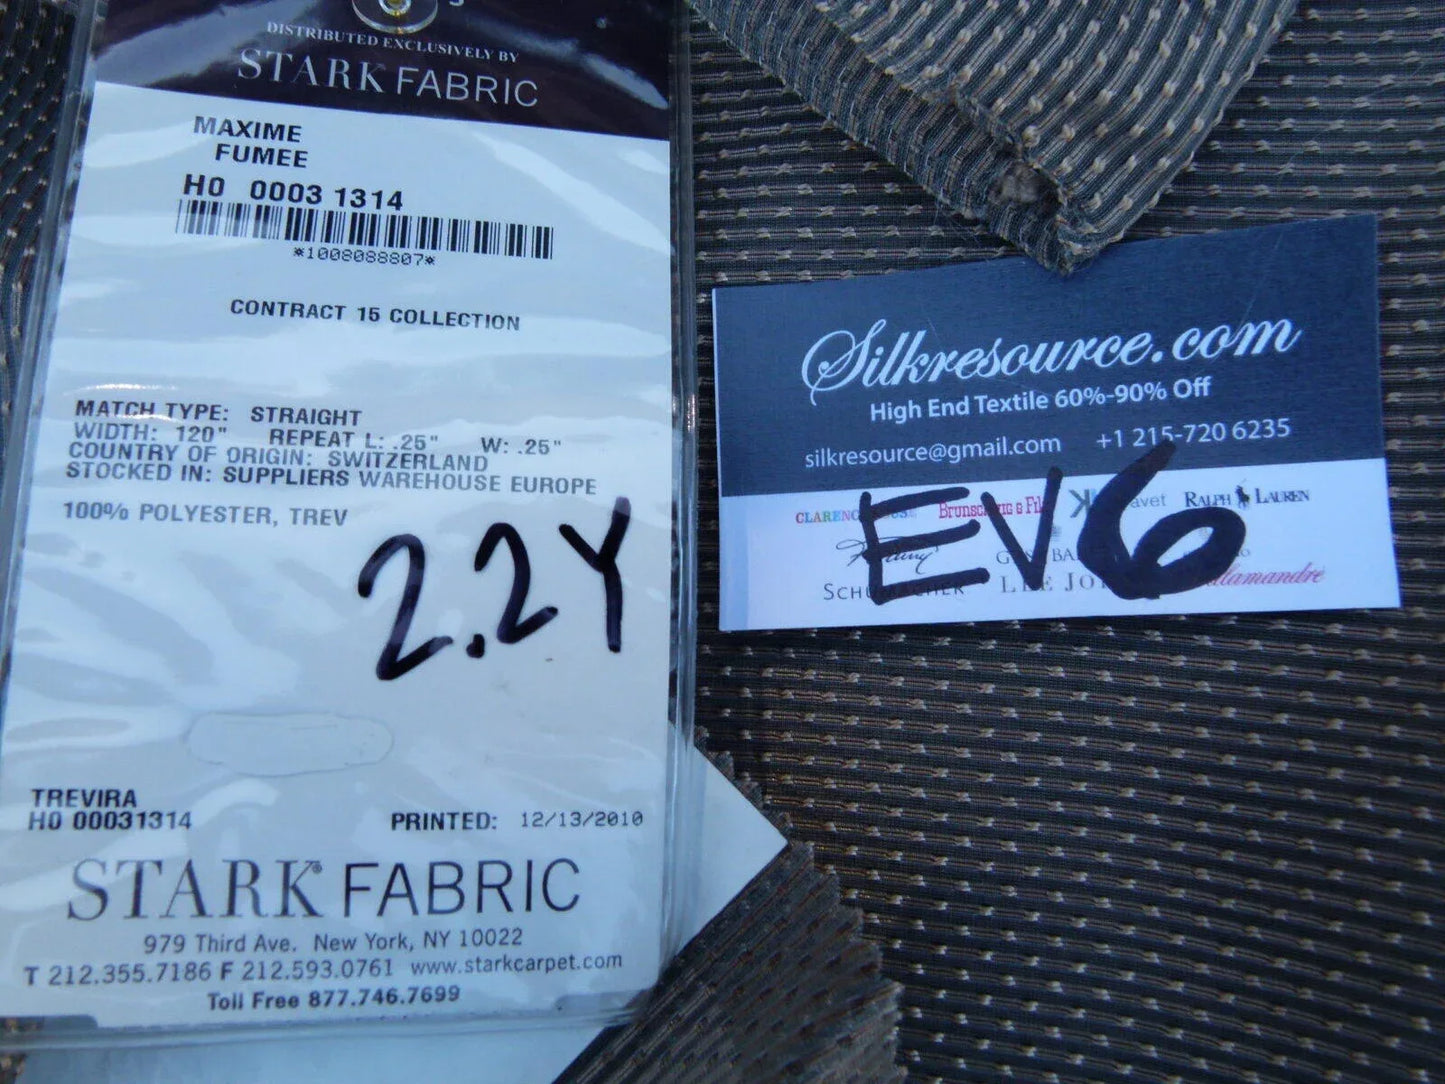 DISTRIBUTED EXCLUSIVELY BY
STARK FABRIC
MAXIME
FUMEE
H0 0003 1314
*1008088807*
CONTRACT 15 COLLECTION
MATCH TYPE: STRAIGHT
WIDTH: 120" REPEAT L: .25" W: .25"
COUNTRY OF ORIGIN: SWITZERLAND
STOCKED IN: SUPPLIERS WAREHOUSE EUROPE
100% POLYESTER, TREV
2.2Y
TREVIRA
H0 00031314 PRINTED: 12/13/2010
STARK® FABRIC
979 Third Ave. New York, NY 10022
T 212.355.7186 F 212.593.0761 www.starkcarpet.com
Toll Free 877.746.7699
Silkresource.com
High End Textile 60%-90% Off
silkresource@gmail.com +1 215-720 6235
RALPH LAUREN
EV6